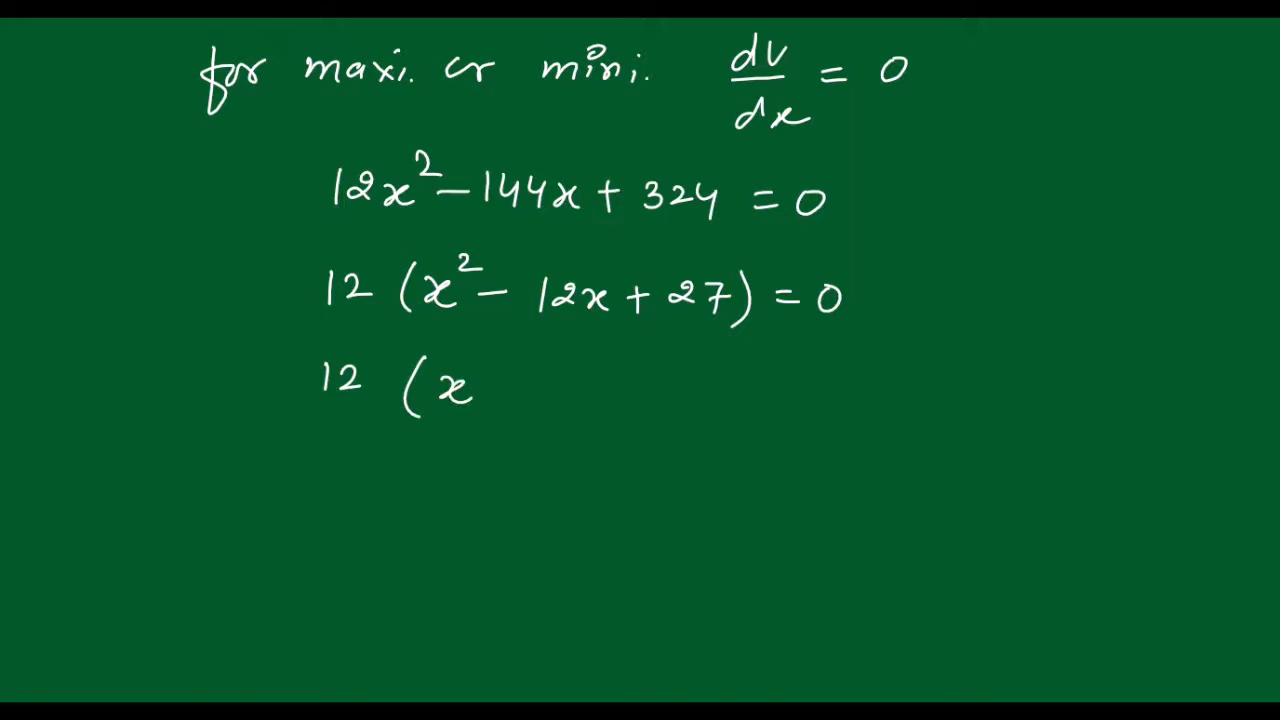 for maxi. or mini. dv/dx = 0
12x² - 144x + 324 = 0
12 (x² - 12x + 27) = 0
12 (x